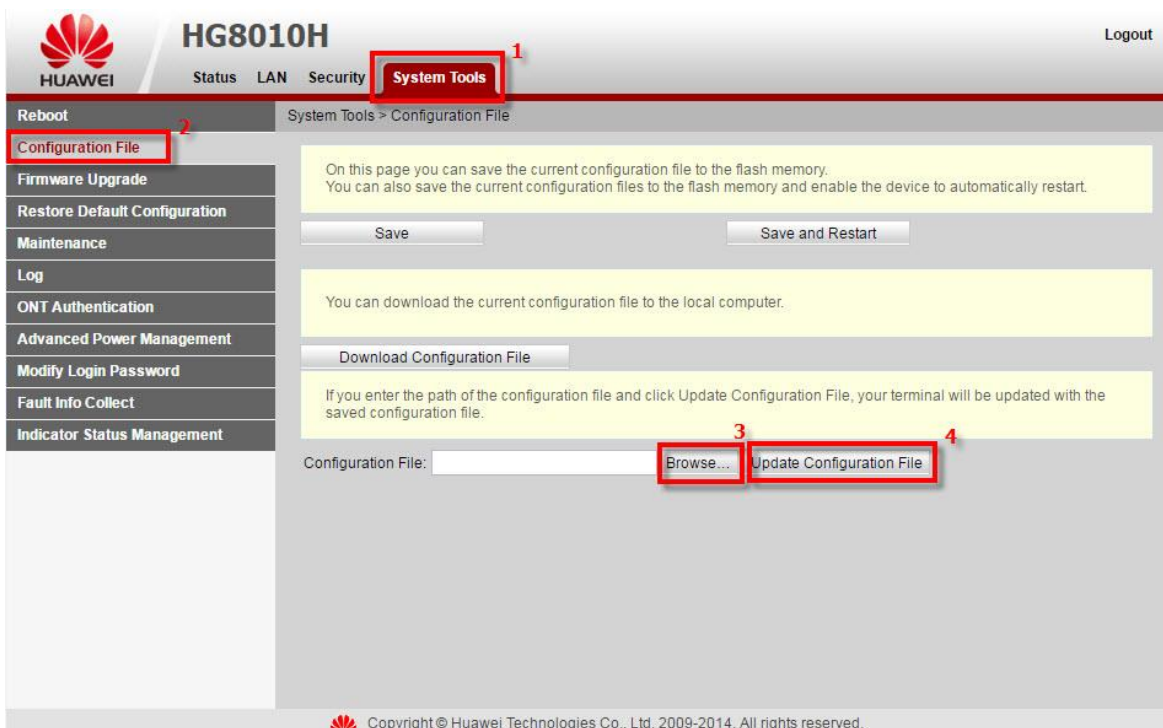 HUAWEI
HG8010H
Logout
1
Status LAN Security System Tools
Reboot
System Tools > Configuration File
2
Configuration File
Firmware Upgrade
Restore Default Configuration
Maintenance
Log
ONT Authentication
Advanced Power Management
Modify Login Password
Fault Info Collect
Indicator Status Management
On this page you can save the current configuration file to the flash memory.
You can also save the current configuration files to the flash memory and enable the device to automatically restart.
Save Save and Restart
You can download the current configuration file to the local computer.
Download Configuration File
If you enter the path of the configuration file and click Update Configuration File, your terminal will be updated with the
saved configuration file.
3 4
Configuration File: Browse... Update Configuration File
Copyright © Huawei Technologies Co., Ltd. 2009-2014. All rights reserved.